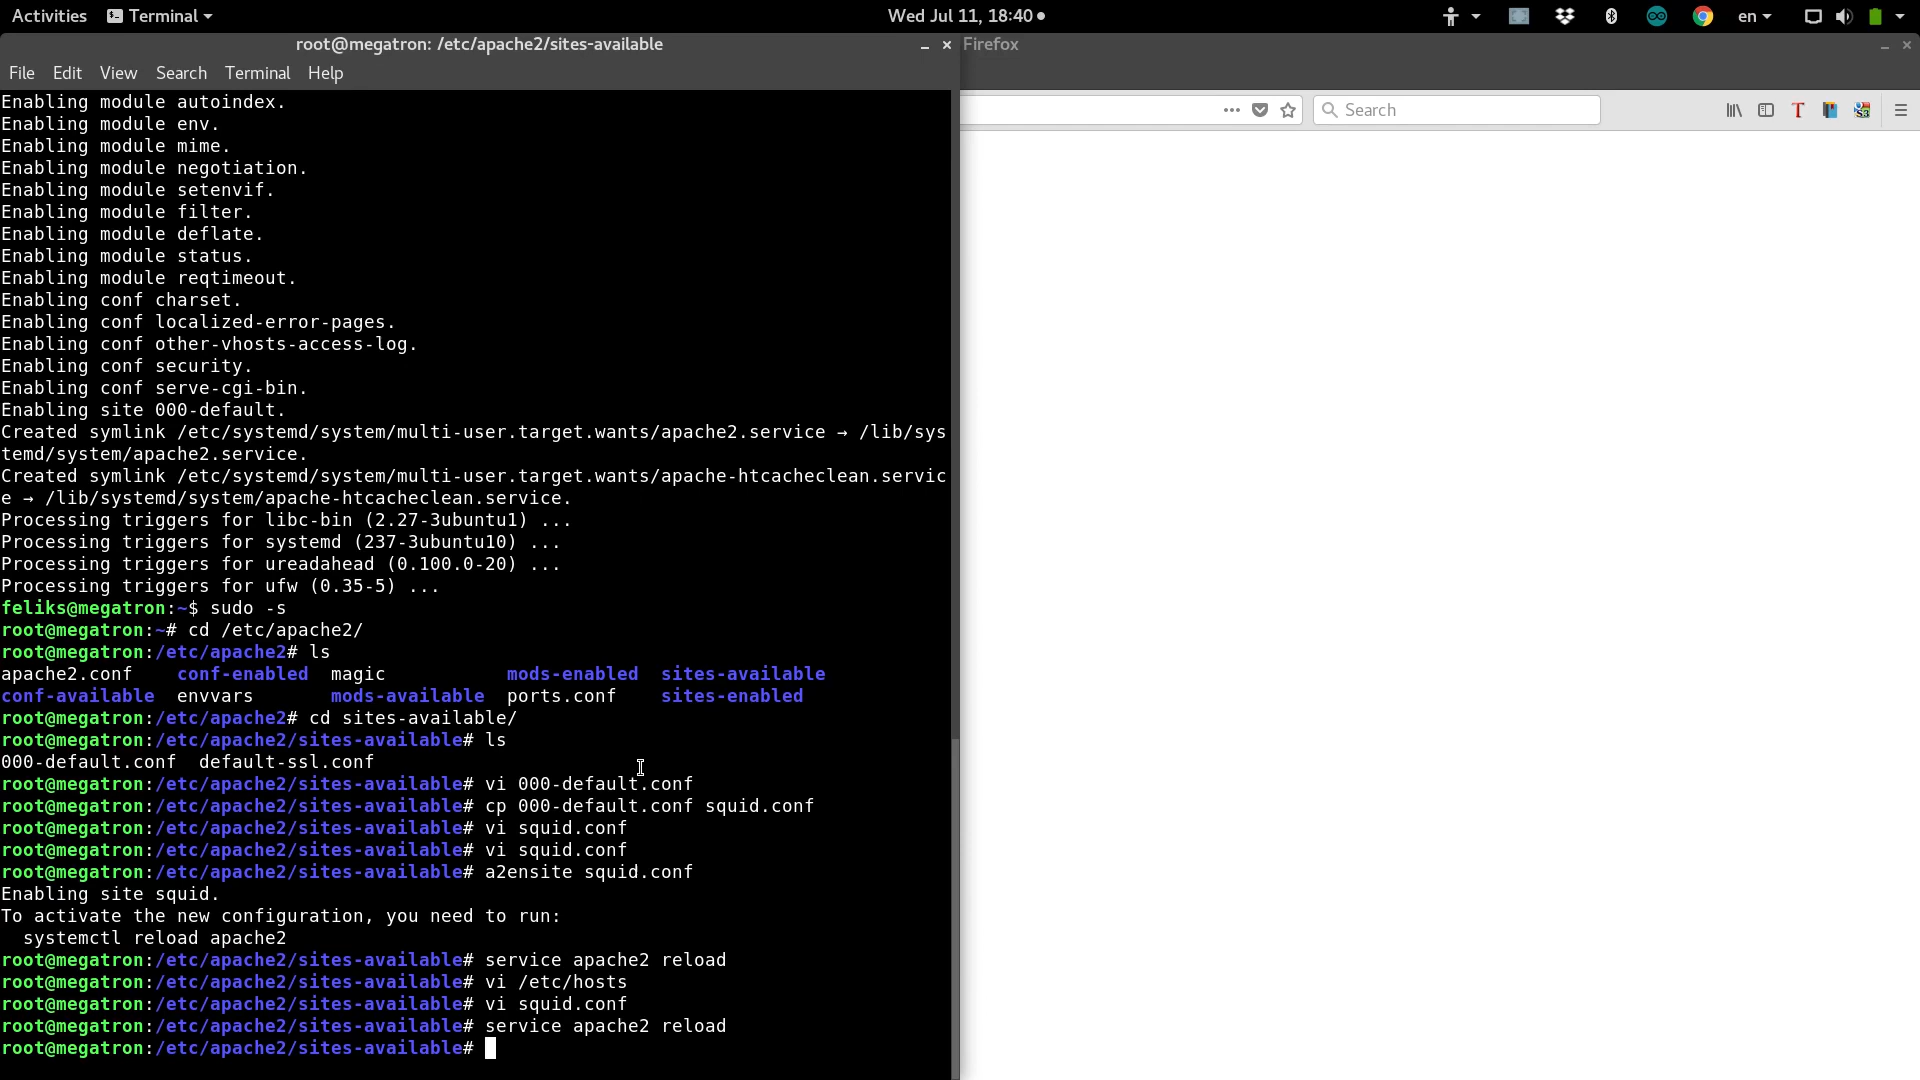 Activities Terminal Wed Jul 11, 18:40 en
root@megatron: /etc/apache2/sites-available Firefox
File Edit View Search Terminal Help
Search
Enabling module autoindex.
Enabling module env.
Enabling module mime.
Enabling module negotiation.
Enabling module setenvif.
Enabling module filter.
Enabling module deflate.
Enabling module status.
Enabling module reqtimeout.
Enabling conf charset.
Enabling conf localized-error-pages.
Enabling conf other-vhosts-access-log.
Enabling conf security.
Enabling conf serve-cgi-bin.
Enabling site 000-default.
Created symlink /etc/systemd/system/multi-user.target.wants/apache2.service → /lib/sys
temd/system/apache2.service.
Created symlink /etc/systemd/system/multi-user.target.wants/apache-htcacheclean.servic
e → /lib/systemd/system/apache-htcacheclean.service.
Processing triggers for libc-bin (2.27-3ubuntu1) ...
Processing triggers for systemd (237-3ubuntu10) ...
Processing triggers for ureadahead (0.100.0-20) ...
Processing triggers for ufw (0.35-5) ...
feliks@megatron:~$ sudo -s
root@megatron:~# cd /etc/apache2/
root@megatron:/etc/apache2# ls
apache2.conf conf-enabled magic mods-enabled sites-available
conf-available envvars mods-available ports.conf sites-enabled
root@megatron:/etc/apache2# cd sites-available/
root@megatron:/etc/apache2/sites-available# ls
000-default.conf default-ssl.conf
root@megatron:/etc/apache2/sites-available# vi 000-default.conf
root@megatron:/etc/apache2/sites-available# cp 000-default.conf squid.conf
root@megatron:/etc/apache2/sites-available# vi squid.conf
root@megatron:/etc/apache2/sites-available# vi squid.conf
root@megatron:/etc/apache2/sites-available# a2ensite squid.conf
Enabling site squid.
To activate the new configuration, you need to run:
systemctl reload apache2
root@megatron:/etc/apache2/sites-available# service apache2 reload
root@megatron:/etc/apache2/sites-available# vi /etc/hosts
root@megatron:/etc/apache2/sites-available# vi squid.conf
root@megatron:/etc/apache2/sites-available# service apache2 reload
root@megatron:/etc/apache2/sites-available#